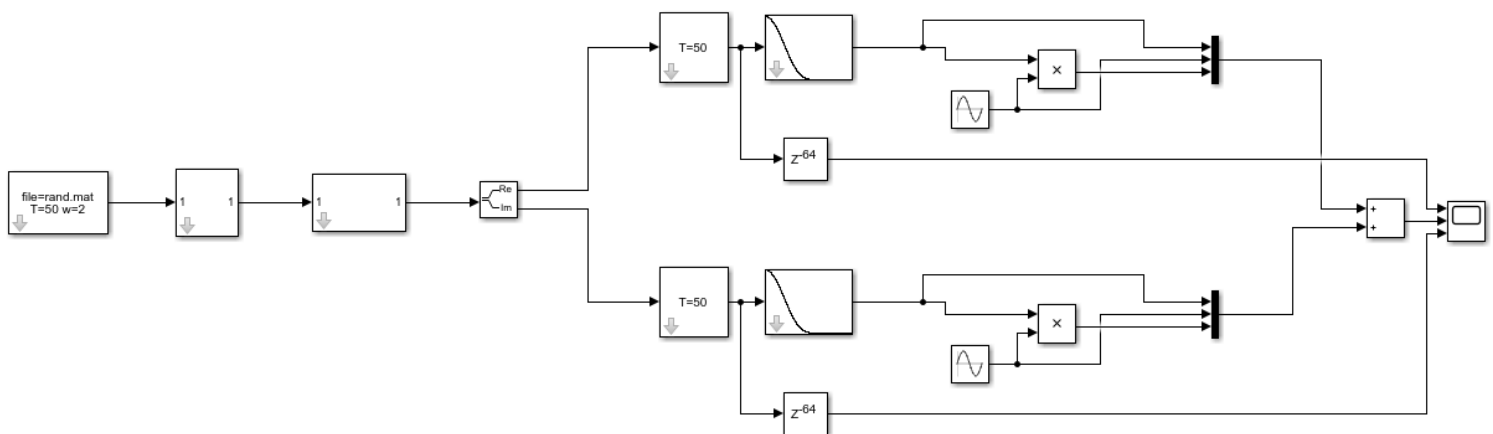 T=50
×
Z-64
file=rand.mat
T=50 w=2
1 1
1 1
Re
Im
+
+
T=50
×
Z-64